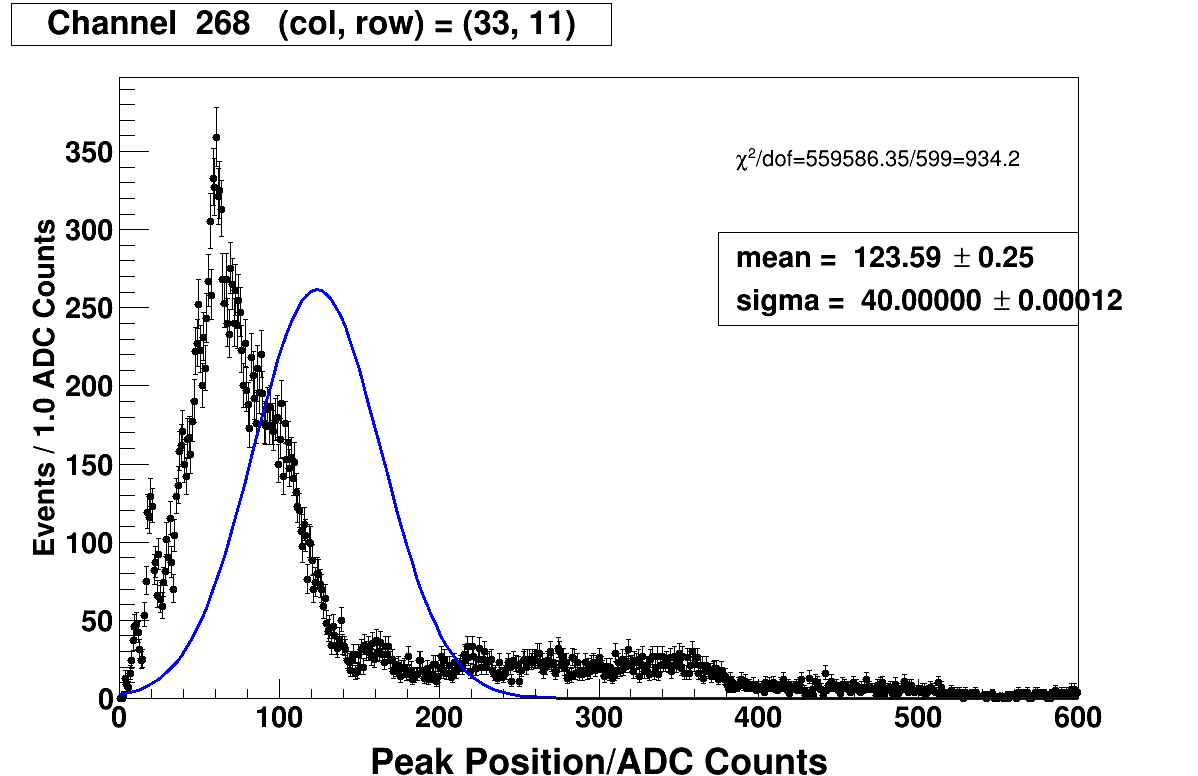 Channel 268 (col, row) = (33, 11)
χ²/dof=559586.35/599=934.2
mean = 123.59 ± 0.25
sigma = 40.00000 ± 0.00012
Events / 1.0 ADC Counts
350
300
250
200
150
100
50
0
0 100 200 300 400 500 600
Peak Position/ADC Counts